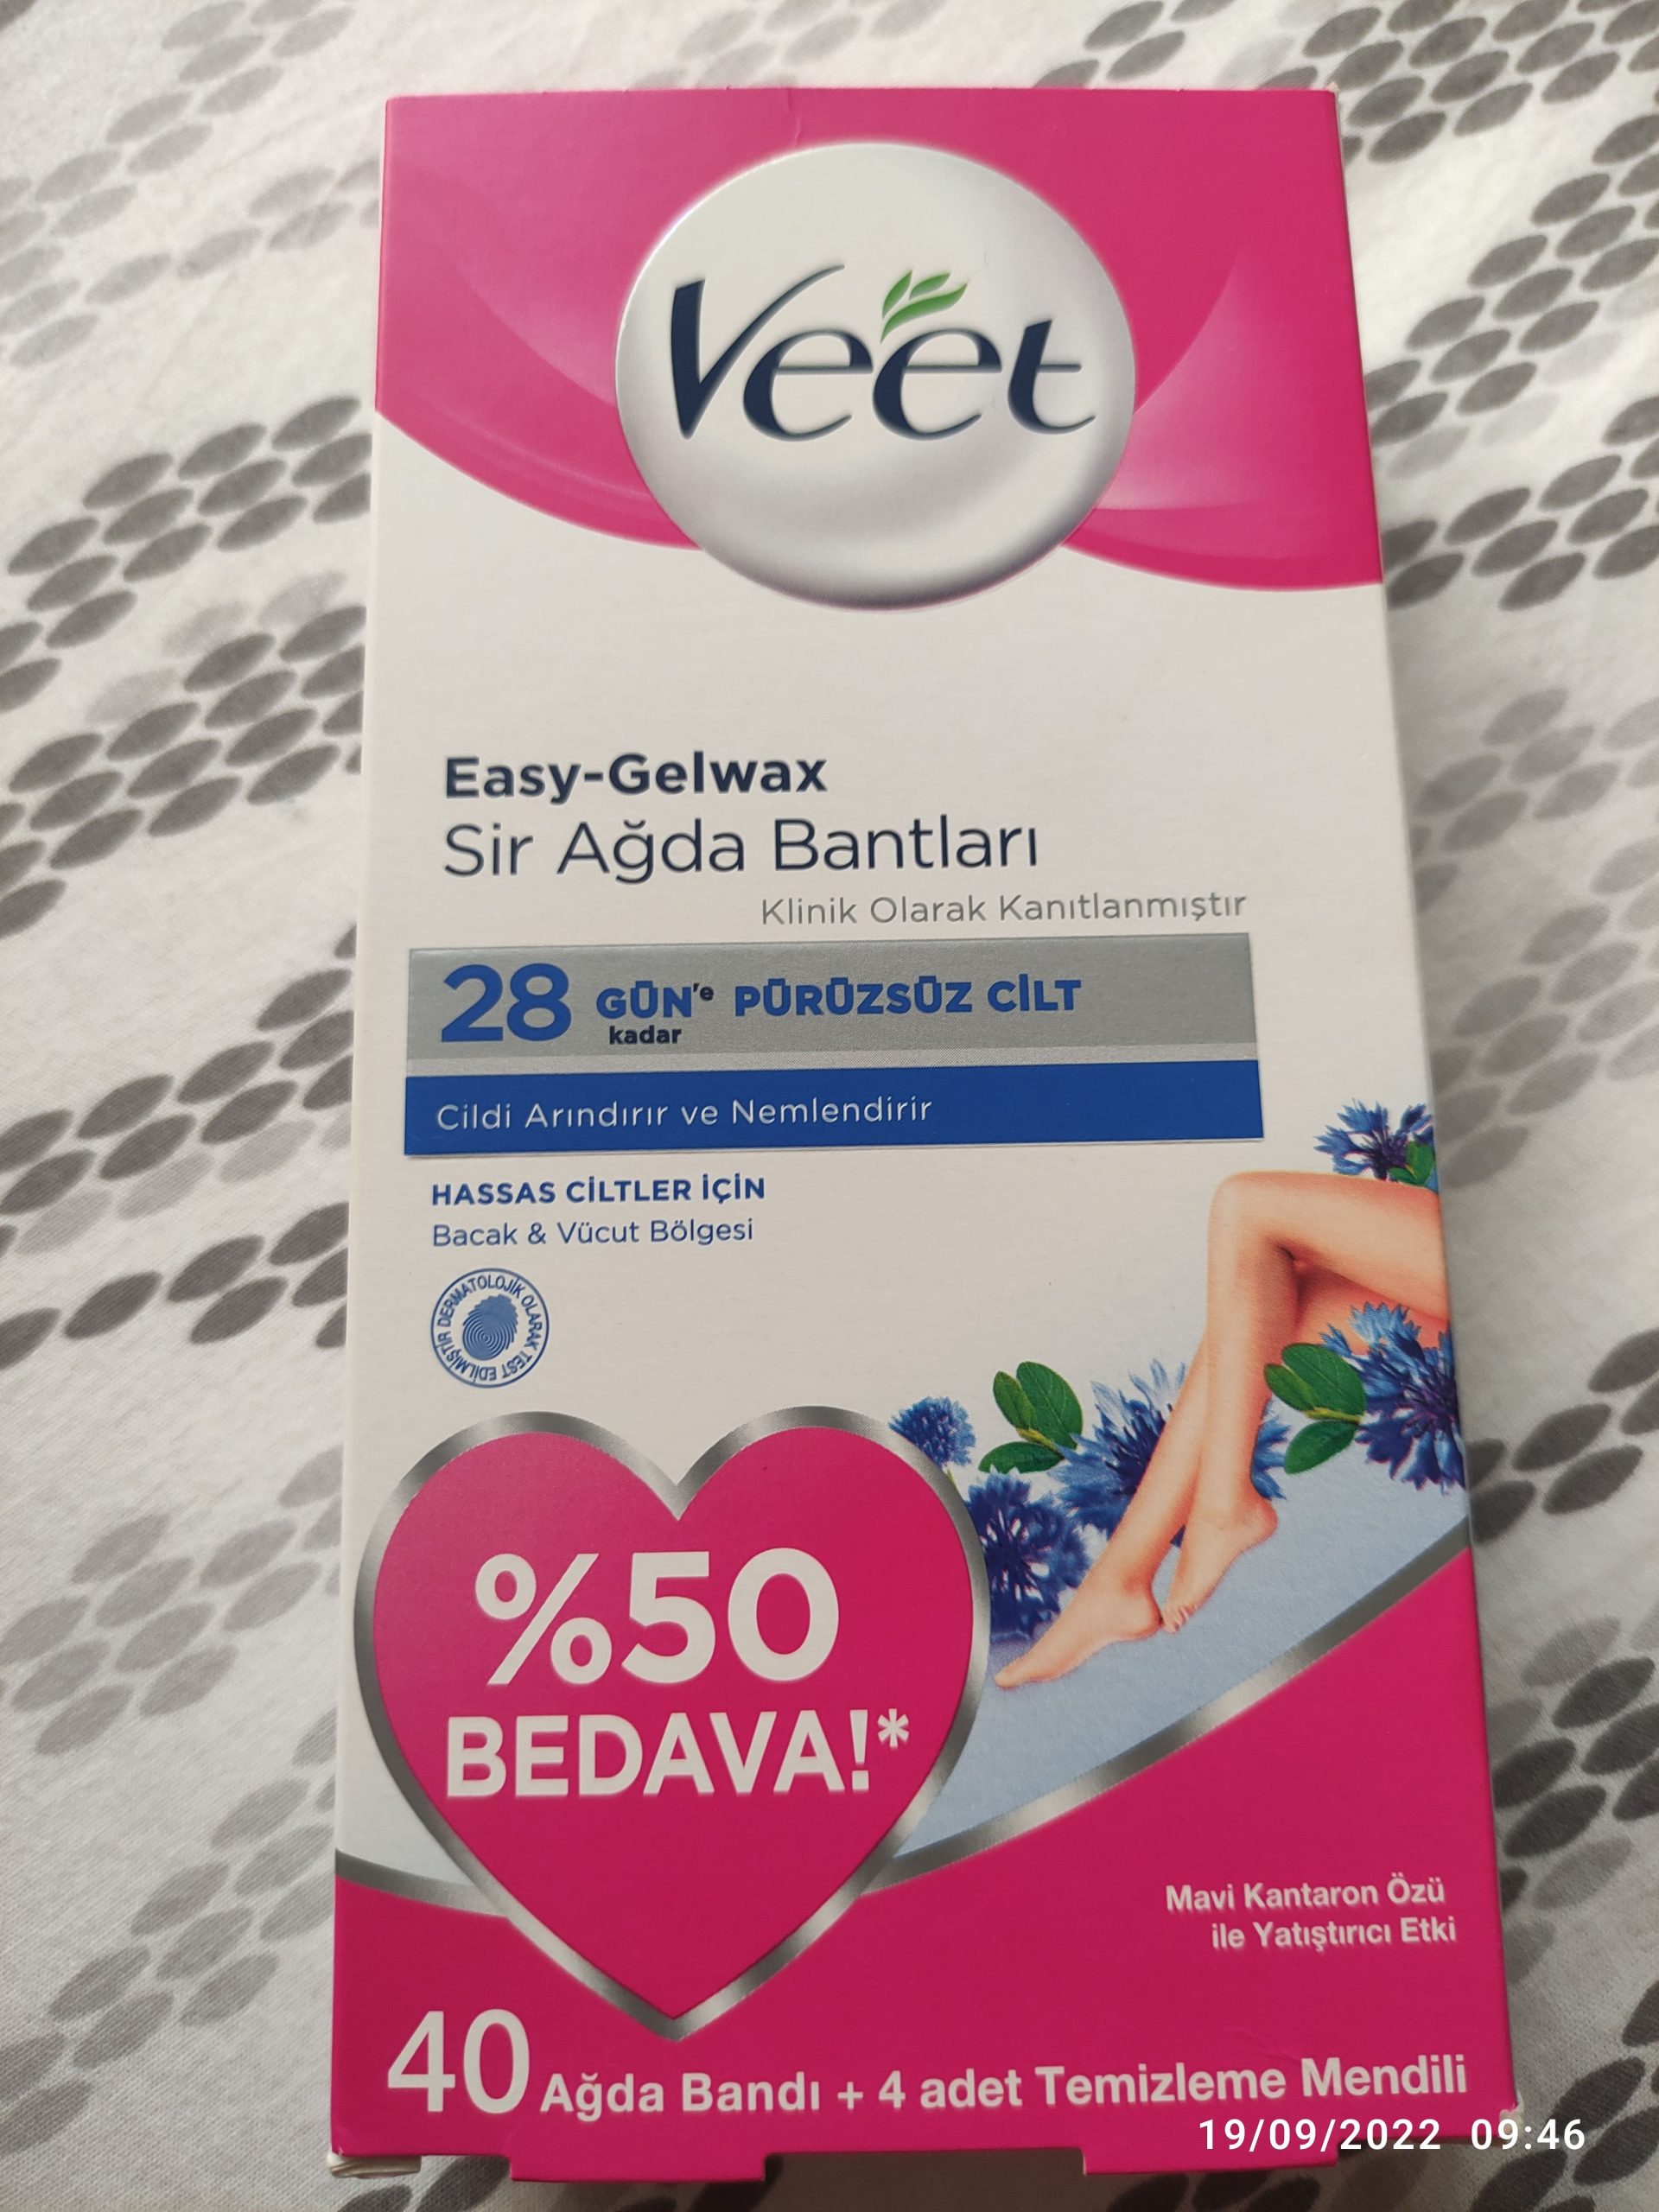 Veet
Easy-Gelwax
Sir Ağda Bantları
Klinik Olarak Kanıtlanmıştır
28 GÜN'e PÜRÜZSÜZ CİLT
kadar
Cildi Arındırır ve Nemlendirir
HASSAS CİLTLER İÇİN
Bacak & Vücut Bölgesi
DERMATOLOJİK OLARAK TEST EDİLMİŞTİR
%50
BEDAVA!*
Mavi Kantaron Özü
ile Yatıştırıcı Etki
40 Ağda Bandı + 4 adet Temizleme Mendili
19/09/2022 09:46